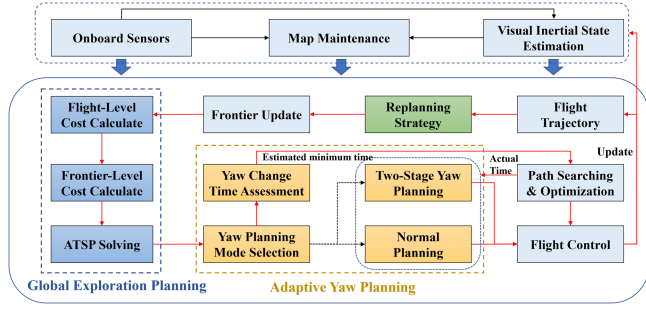 Onboard Sensors
Map Maintenance
Visual Inertial State
Estimation
Flight-Level
Cost Calculate
Frontier Update
Replanning
Strategy
Flight
Trajectory
Update
Estimated minimum time
Actual
Time
Frontier-Level
Cost Calculate
Yaw Change
Time Assessment
Two-Stage Yaw
Planning
Path Searching
& Optimization
ATSP Solving
Yaw Planning
Mode Selection
Normal
Planning
Flight Control
Global Exploration Planning
Adaptive Yaw Planning